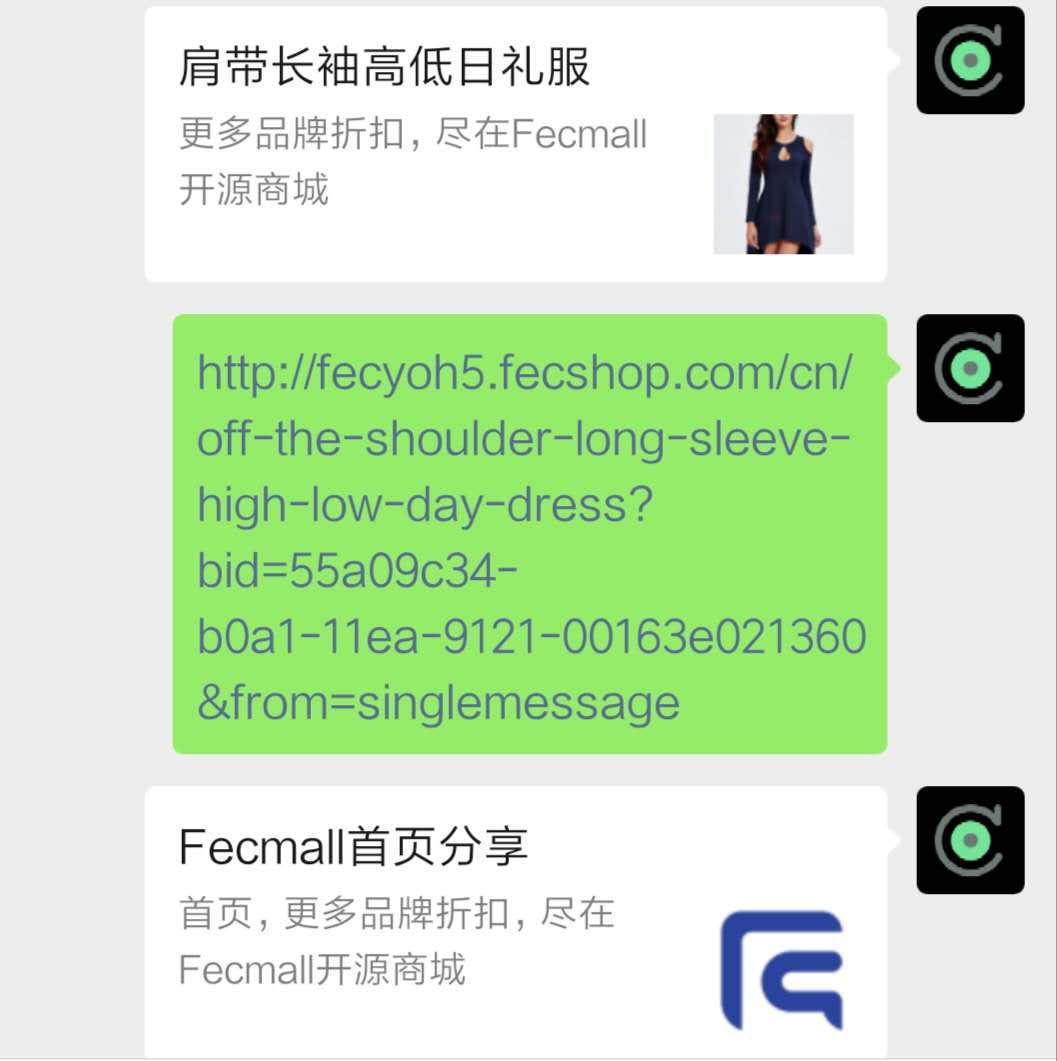 肩带长袖高低日礼服
更多品牌折扣，尽在Fecmall
开源商城
http://fecyoh5.fecshop.com/cn/
off-the-shoulder-long-sleeve-
high-low-day-dress?
bid=55a09c34-
b0a1-11ea-9121-00163e021360
&from=singlemessage
Fecmall首页分享
首页，更多品牌折扣，尽在
Fecmall开源商城